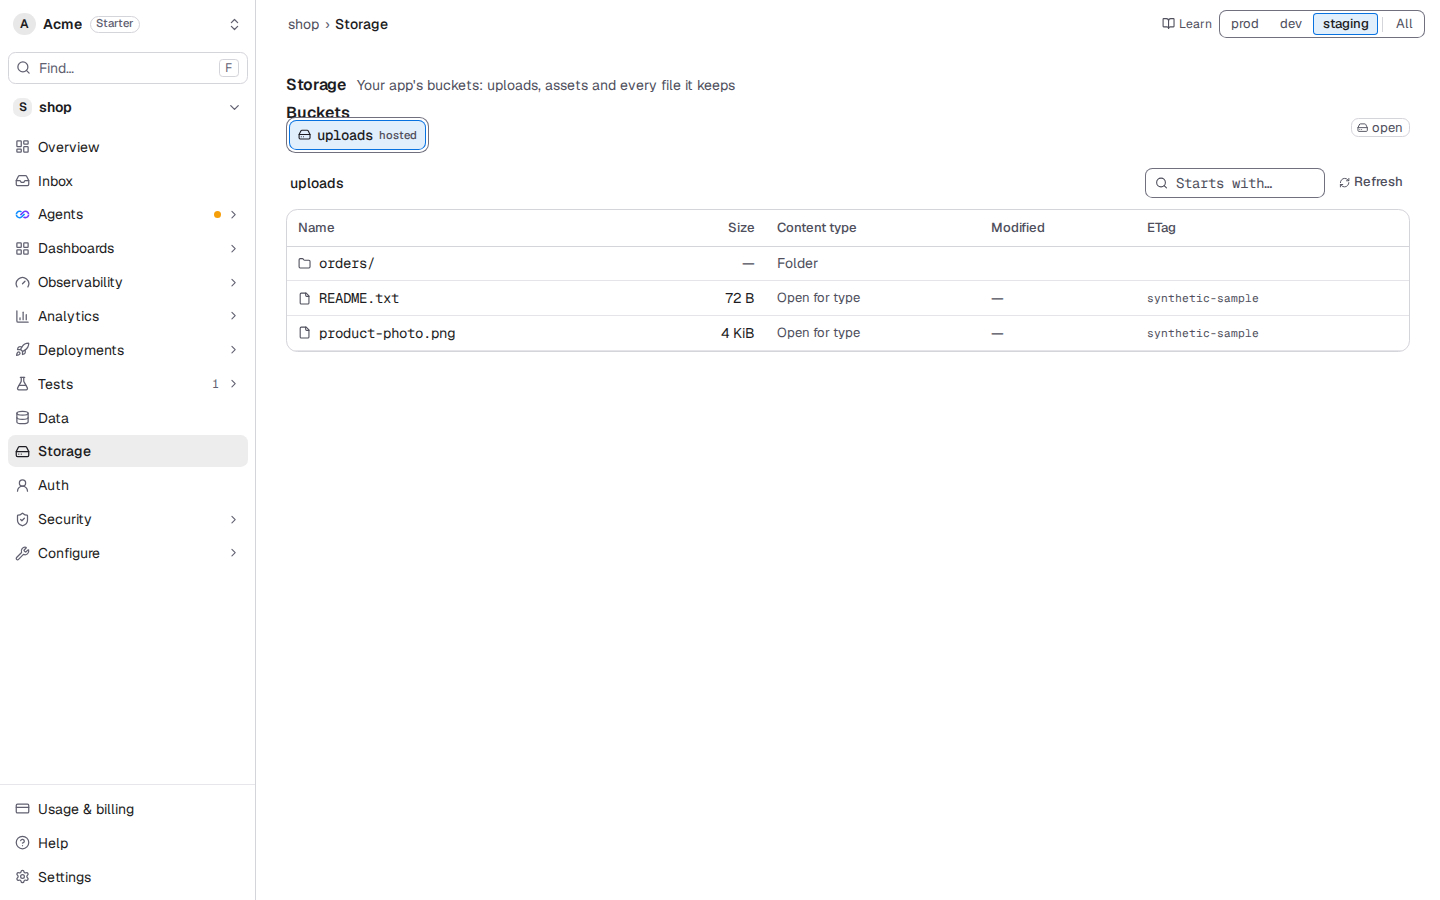 A Acme Starter
Find… F
S shop
Overview
Inbox
Agents
Dashboards
Observability
Analytics
Deployments
Tests 1
Data
Storage
Auth
Security
Configure
Usage & billing
Help
Settings
shop › Storage
Learn prod dev staging All
Storage Your app's buckets: uploads, assets and every file it keeps
Buckets
uploads hosted
open
uploads
Starts with… Refresh
Name Size Content type Modified ETag
orders/ — Folder
README.txt 72 B Open for type — synthetic-sample
product-photo.png 4 KiB Open for type — synthetic-sample